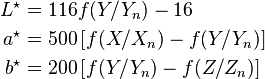 L⋆ = 116f(Y/Yn) − 16
a⋆ = 500 [f(X/Xn) − f(Y/Yn)]
b⋆ = 200 [f(Y/Yn) − f(Z/Zn)]